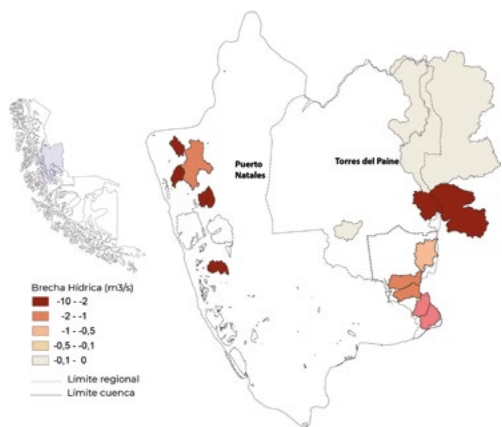 Puerto
Natales
Torres del Paine
Brecha Hídrica (m3/s)
-10 - -2
-2 - -1
-1 - -0,5
-0,5 - -0,1
-0,1 - 0
Límite regional
Límite cuenca